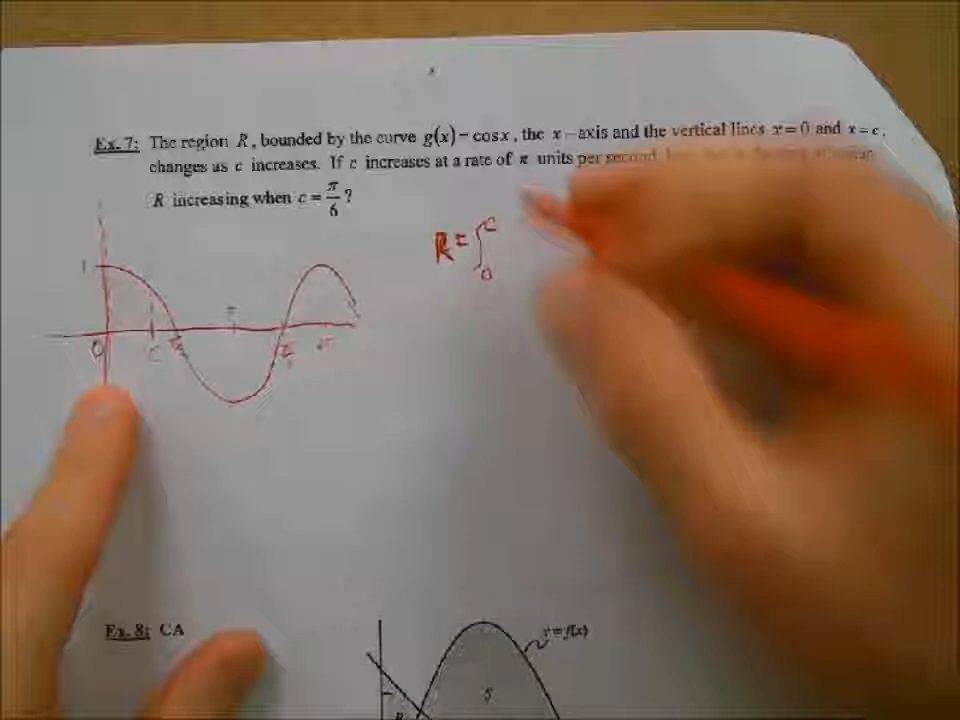 Ex. 7: The region R, bounded by the curve g(x) = cos x, the x-axis and the vertical lines x = 0 and x = c,
changes as c increases. If c increases at a rate of π units per second
R increasing when c = π/6 ?
R = ∫₀ᶜ
1
0 C
Ex. 8: CA
y = f(x)
S
R